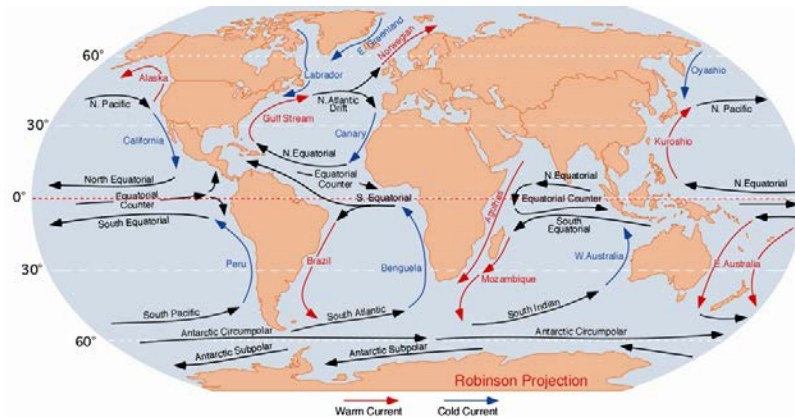 60°
30°
0°
30°
60°
Alaska
N. Pacific
California
Labrador
E. Greenland
Norwegian
N. Atlantic
Drift
Gulf Stream
Canary
N. Equatorial
Equatorial
Counter
S. Equatorial
North Equatorial
Equatorial
Counter
South Equatorial
Peru
Brazil
Benguela
South Pacific
South Atlantic
Antarctic Circumpolar
Antarctic Subpolar
Antarctic Subpolar
Oyashio
N. Pacific
Kuroshio
N. Equatorial
N. Equatorial
Equatorial Counter
South
Equatorial
Agulhas
Mozambique
W. Australia
E. Australia
South Indian
Antarctic Circumpolar
Robinson Projection
Warm Current
Cold Current